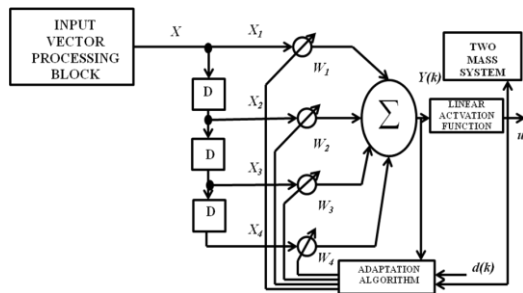 INPUT
VECTOR
PROCESSING
BLOCK
X
X1
W1
D
X2
W2
D
X3
W3
D
X4
W4
Σ
Y(k)
TWO
MASS
SYSTEM
LINEAR
ACTVATION
FUNCTION
u
ADAPTATION
ALGORITHM
d(k)